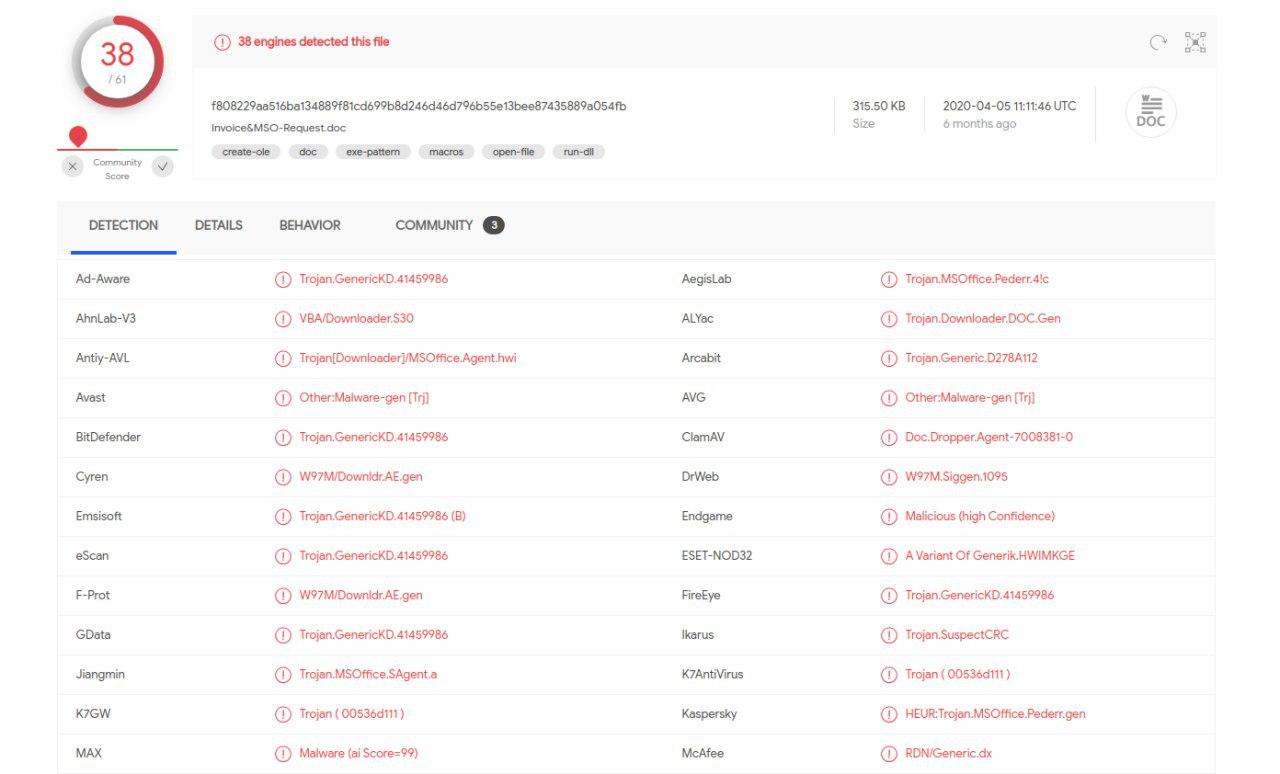 38
/ 61
Community
Score
38 engines detected this file
f808229aa516ba134889f81cd699b8d246d46d796b55e13bee87435889a054fb
Invoice&MSO-Request.doc
create-ole doc exe-pattern macros open-file run-dll
315.50 KB
Size
2020-04-05 11:11:46 UTC
6 months ago
DOC
DETECTION DETAILS BEHAVIOR COMMUNITY 3
Ad-Aware Trojan.GenericKD.41459986 AegisLab Trojan.MSOffice.Pederr.4!c
AhnLab-V3 VBA/Downloader.S30 ALYac Trojan.Downloader.DOC.Gen
Antiy-AVL Trojan[Downloader]/MSOffice.Agent.hwi Arcabit Trojan.Generic.D278A112
Avast Other:Malware-gen [Trj] AVG Other:Malware-gen [Trj]
BitDefender Trojan.GenericKD.41459986 ClamAV Doc.Dropper.Agent-7008381-0
Cyren W97M/Downldr.AE.gen DrWeb W97M.Siggen.1095
Emsisoft Trojan.GenericKD.41459986 (B) Endgame Malicious (high Confidence)
eScan Trojan.GenericKD.41459986 ESET-NOD32 A Variant Of Generik.HWIMKGE
F-Prot W97M/Downldr.AE.gen FireEye Trojan.GenericKD.41459986
GData Trojan.GenericKD.41459986 Ikarus Trojan.SuspectCRC
Jiangmin Trojan.MSOffice.SAgent.a K7AntiVirus Trojan ( 00536d111 )
K7GW Trojan ( 00536d111 ) Kaspersky HEUR:Trojan.MSOffice.Pederr.gen
MAX Malware (ai Score=99) McAfee RDN/Generic.dx